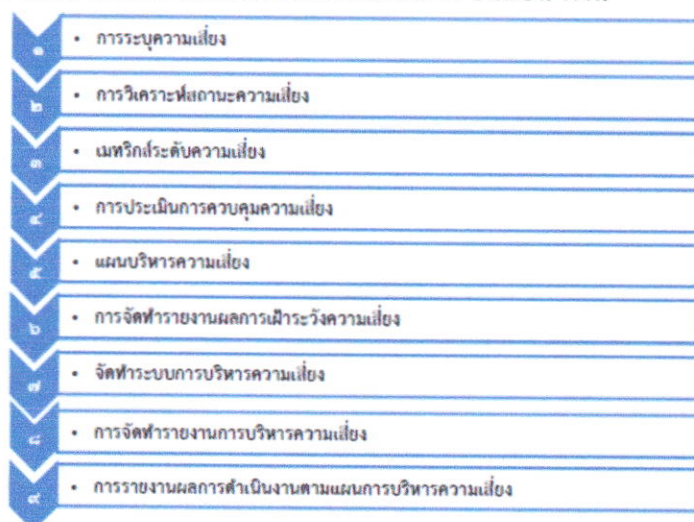 ๑
• การระบุความเสี่ยง
๒
• การวิเคราะห์สถานะความเสี่ยง
๓
• เมทริกส์ระดับความเสี่ยง
๔
• การประเมินการควบคุมความเสี่ยง
๕
• แผนบริหารความเสี่ยง
๖
• การจัดทำรายงานผลการเฝ้าระวังความเสี่ยง
๗
• จัดทำระบบการบริหารความเสี่ยง
๘
• การจัดทำรายงานการบริหารความเสี่ยง
๙
• การรายงานผลการดำเนินงานตามแผนการบริหารความเสี่ยง